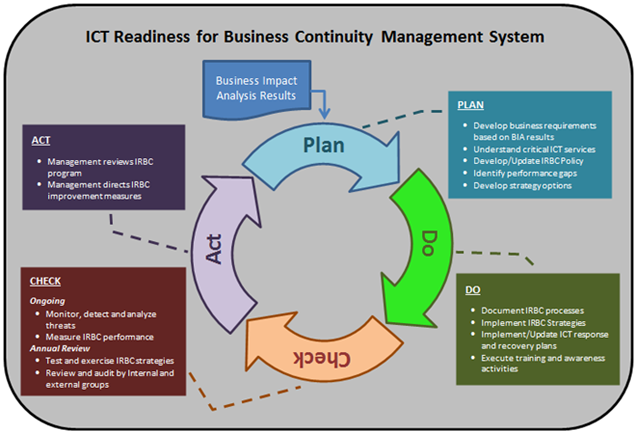 ICT Readiness for Business Continuity Management System
Business Impact
Analysis Results
Plan
Do
Check
Act
PLAN
• Develop business requirements
based on BIA results
• Understand critical ICT services
• Develop/Update IRBC Policy
• Identify performance gaps
• Develop strategy options
DO
• Document IRBC processes
• Implement IRBC Strategies
• Implement/Update ICT response
and recovery plans
• Execute training and awareness
activities
CHECK
Ongoing
• Monitor, detect and analyze
threats
• Measure IRBC performance
Annual Review
• Test and exercise IRBC strategies
• Review and audit by Internal and
external groups
ACT
• Management reviews IRBC
program
• Management directs IRBC
improvement measures